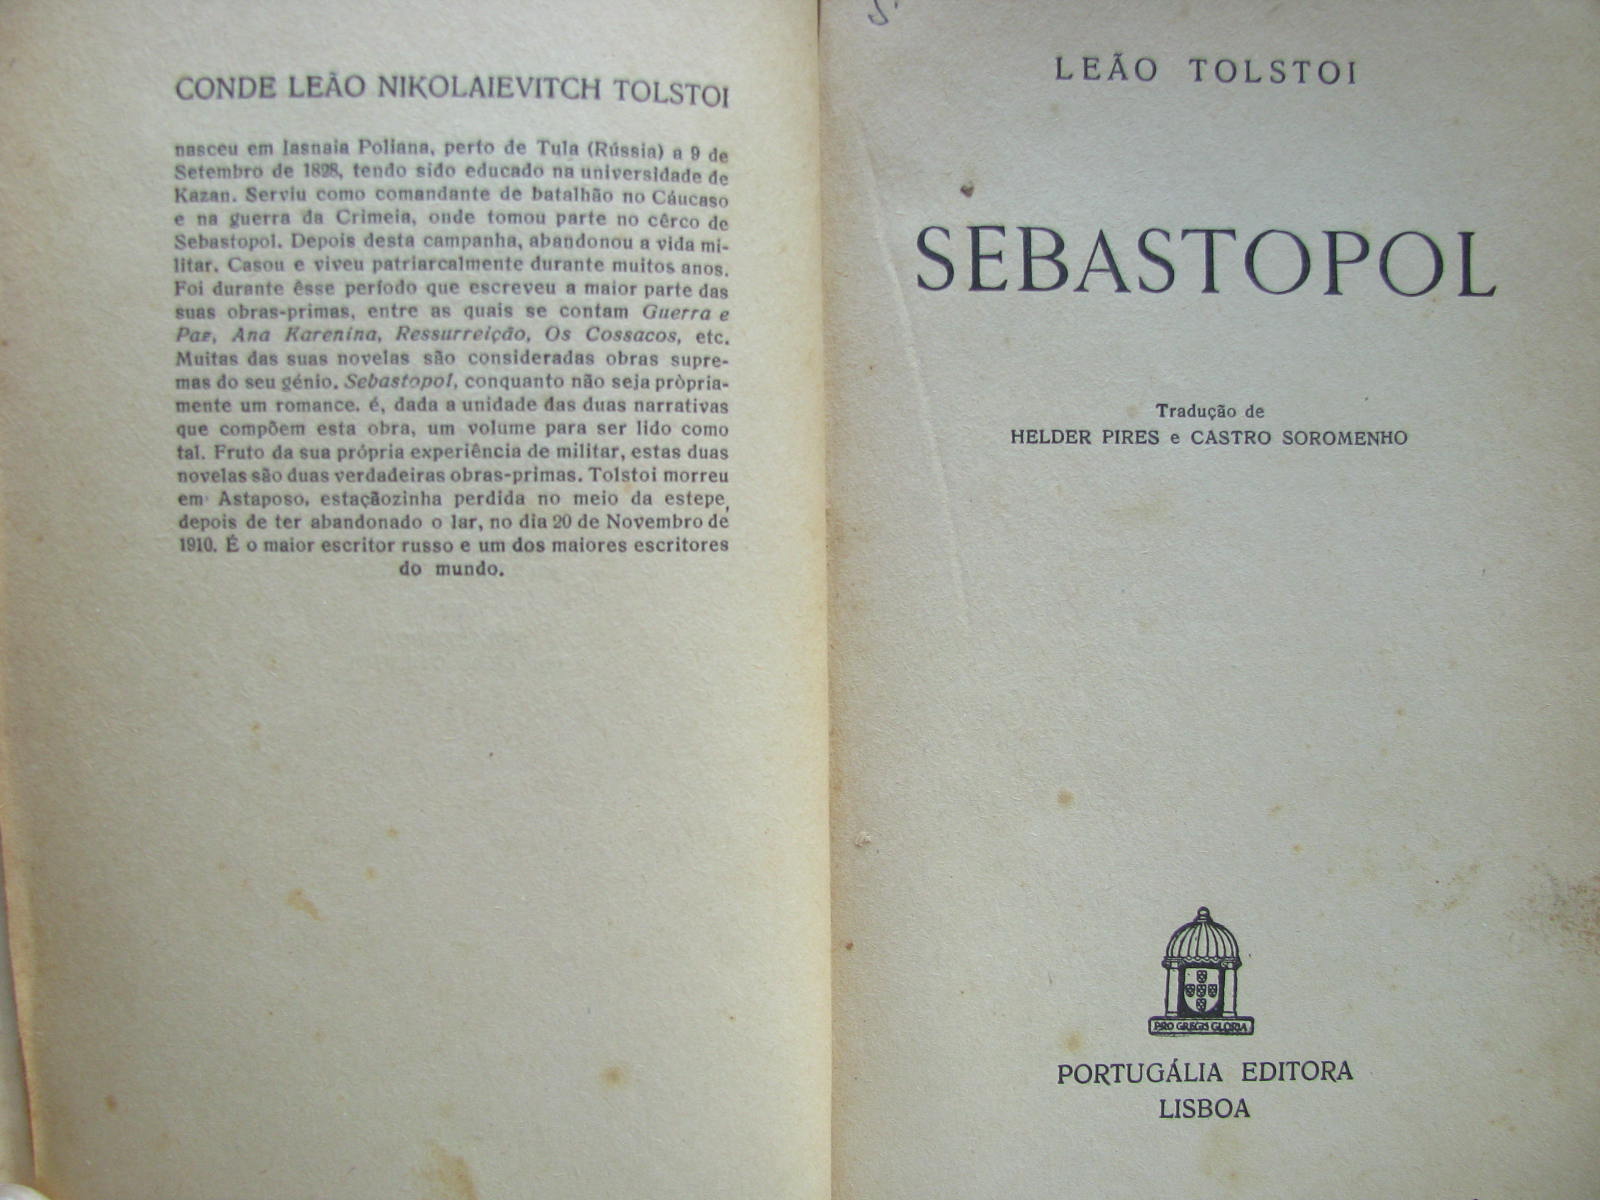 CONDE LEÃO NIKOLAIEVITCH TOLSTOI
nasceu em Iasnaia Poliana, perto de Tula (Rússia) a 9 de
Setembro de 1828, tendo sido educado na universidade de
Kazan. Serviu como comandante de batalhão no Cáucaso
e na guerra da Crimeia, onde tomou parte no cêrco de
Sebastopol. Depois desta campanha, abandonou a vida mi-
litar. Casou e viveu patriarcalmente durante muitos anos.
Foi durante êsse período que escreveu a maior parte das
suas obras-primas, entre as quais se contam Guerra e
Paz, Ana Karenina, Ressurreição, Os Cossacos, etc.
Muitas das suas novelas são consideradas obras supre-
mas do seu génio. Sebastopol, conquanto não seja pròpria-
mente um romance, é, dada a unidade das duas narrativas
que compõem esta obra, um volume para ser lido como
tal. Fruto da sua própria experiência de militar, estas duas
novelas são duas verdadeiras obras-primas. Tolstoi morreu
em Astaposo, estaçãozinha perdida no meio da estepe,
depois de ter abandonado o lar, no dia 20 de Novembro de
1910. É o maior escritor russo e um dos maiores escritores
do mundo.
LEÃO TOLSTOI
SEBASTOPOL
Tradução de
HELDER PIRES e CASTRO SOROMENHO
PRO GREGIS GLORIA
PORTUGÁLIA EDITORA
LISBOA